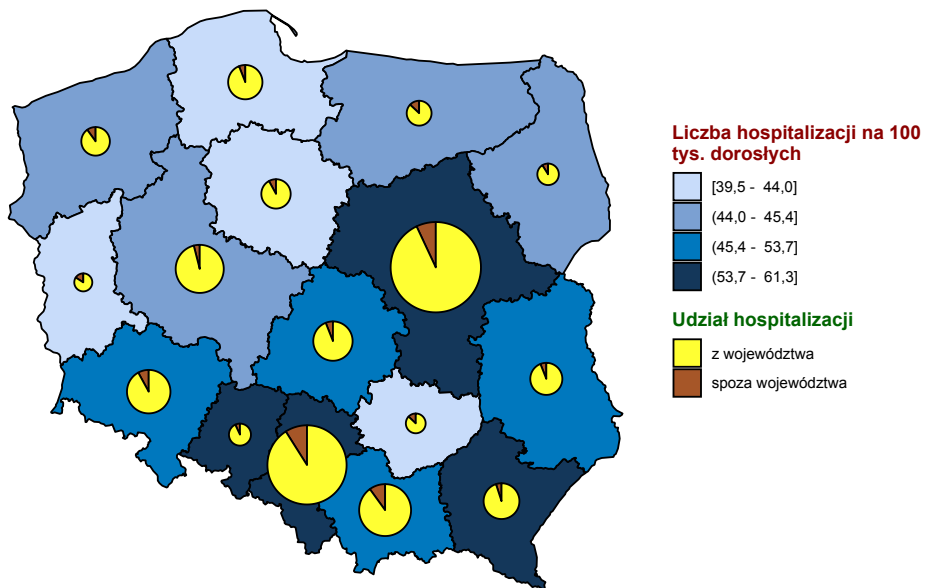 Liczba hospitalizacji na 100
tys. dorosłych
[39,5 - 44,0]
(44,0 - 45,4]
(45,4 - 53,7]
(53,7 - 61,3]
Udział hospitalizacji
z województwa
spoza województwa